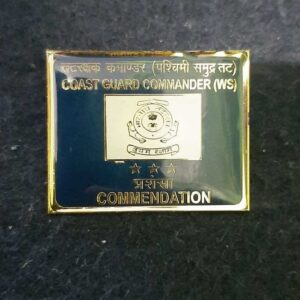 तटरक्षक कमाण्डर (पश्चिमी समुद्र तट)
COAST GUARD COMMANDER (WS)
प्रशंसा
COMMENDATION